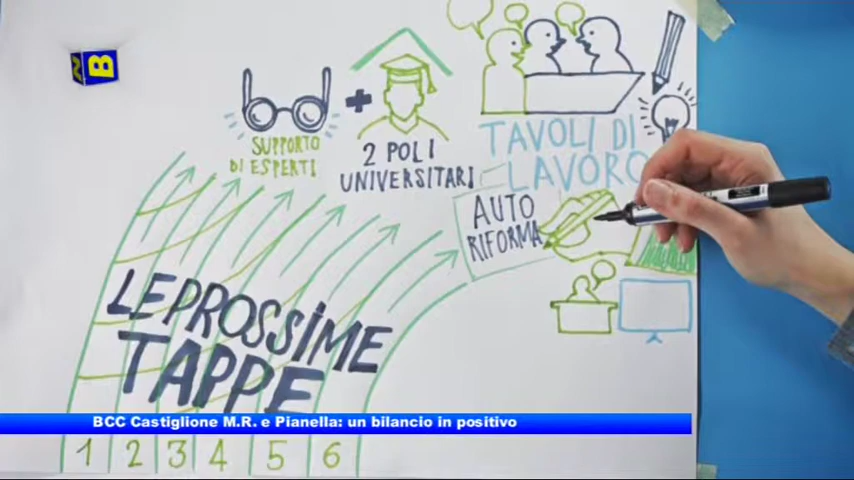 NB
SUPPORTO
DI ESPERTI
+
2 POLI
UNIVERSITARI
TAVOLI DI
LAVORO
AUTO
RIFORMA
LE PROSSIME
TAPPE
BCC Castiglione M.R. e Pianella: un bilancio in positivo
1 2 3 4 5 6